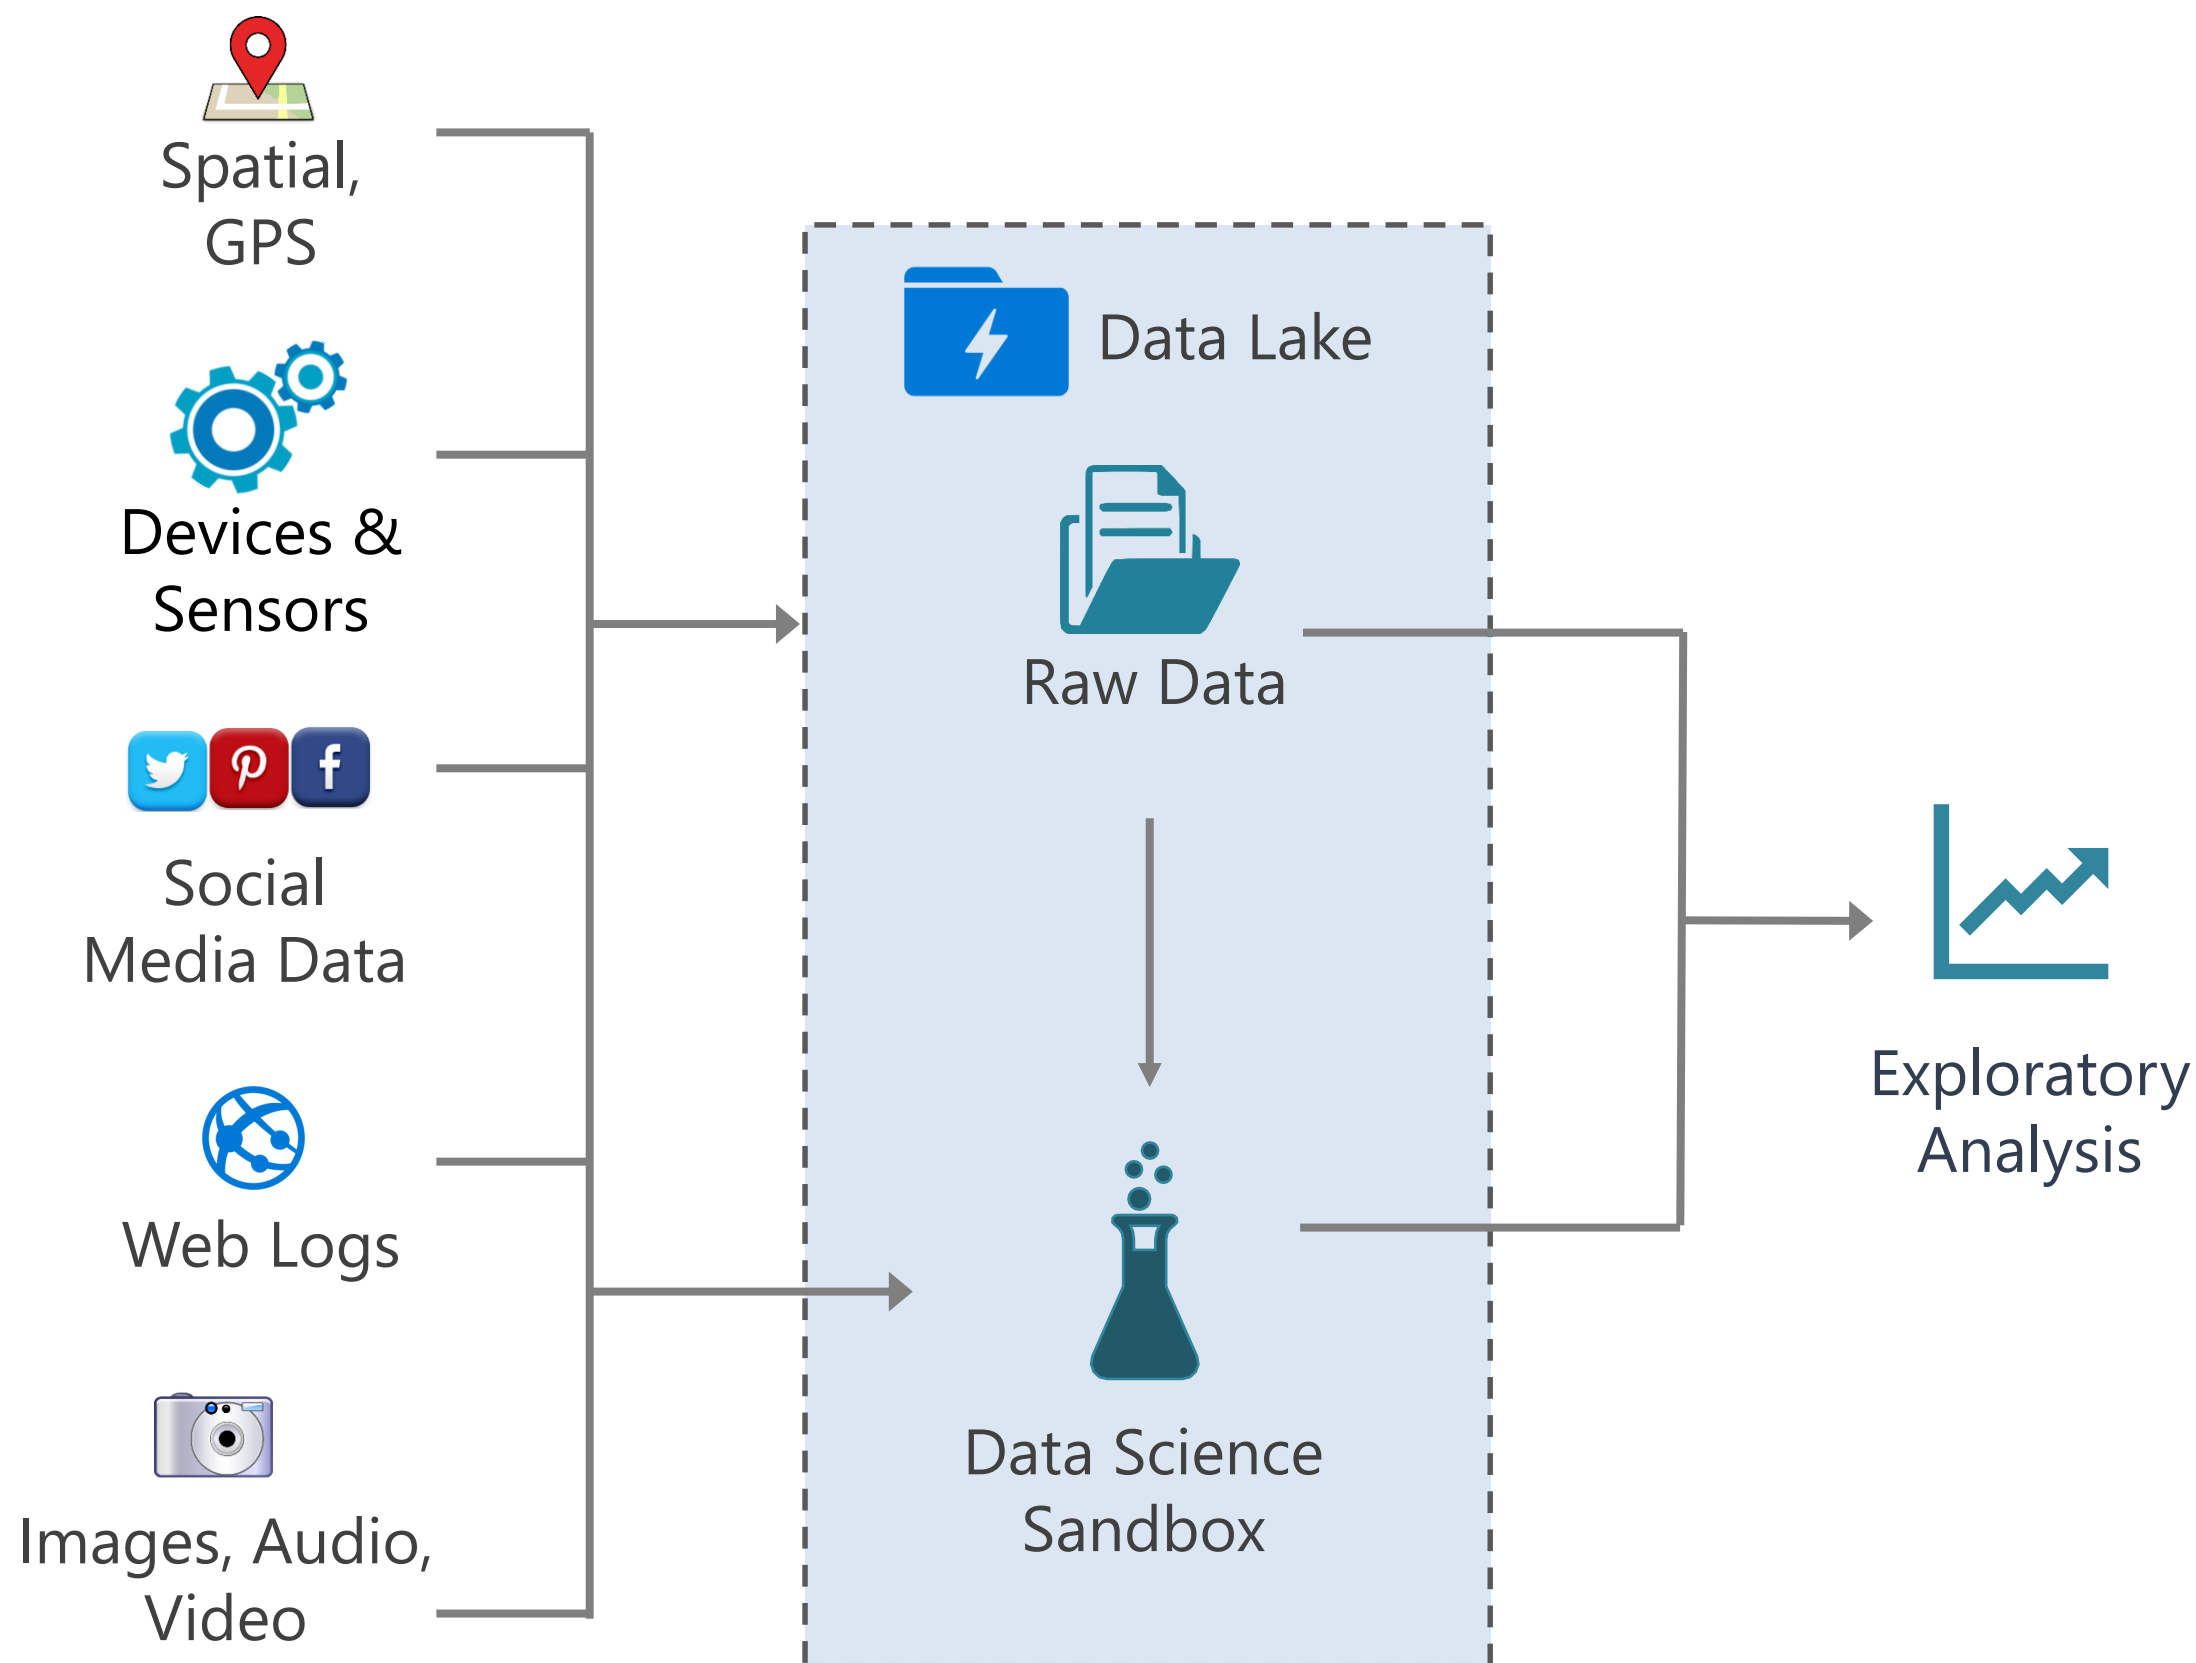 Spatial,
GPS
Devices &
Sensors
Social
Media Data
Web Logs
Images, Audio,
Video
Data Lake
Raw Data
Data Science
Sandbox
Exploratory
Analysis